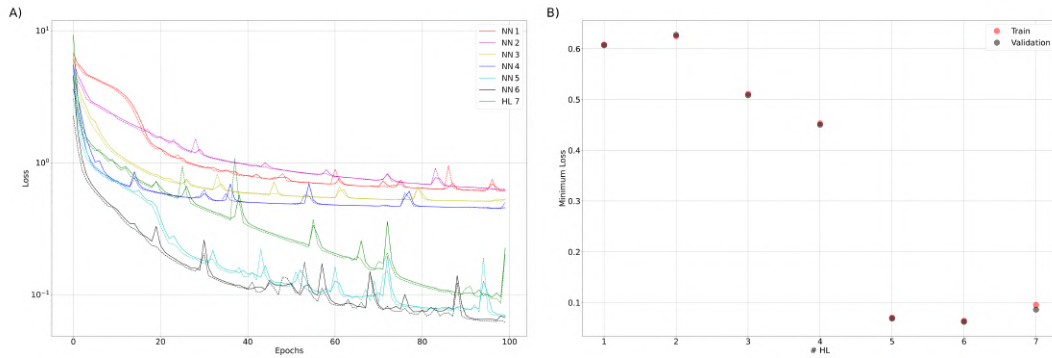 A)
10¹
10⁰
10⁻¹
Loss
0
20
40
60
80
100
Epochs
NN 1
NN 2
NN 3
NN 4
NN 5
NN 6
HL 7
B)
0.6
0.5
0.4
0.3
0.2
0.1
Minimum Loss
1
2
3
4
5
6
7
# HL
Train
Validation